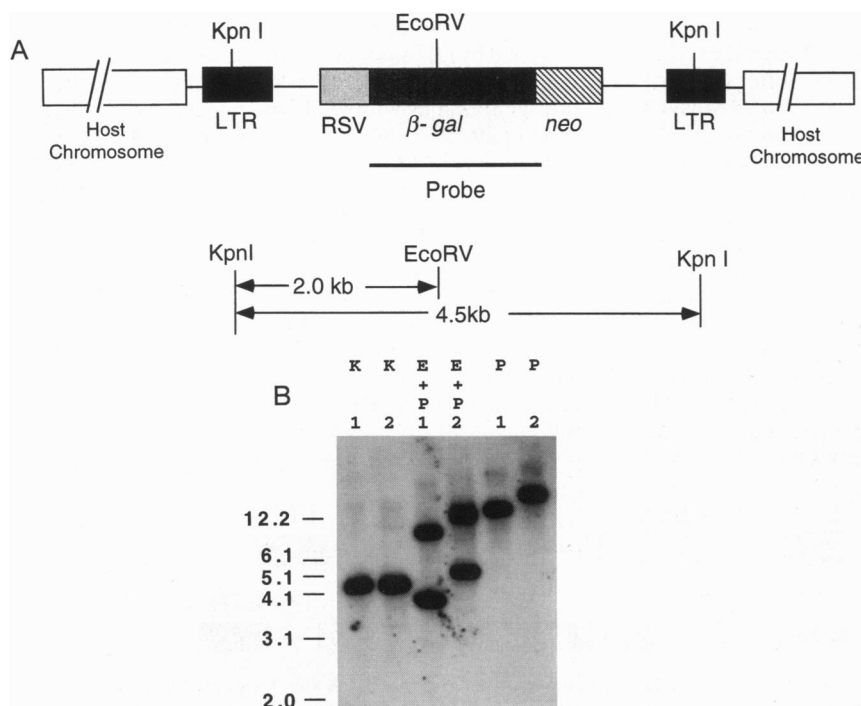 A
Kpn I
EcoRV
Kpn I
Host
Chromosome
LTR
RSV
β- gal
neo
LTR
Host
Chromosome
Probe
KpnI
EcoRV
Kpn I
2.0 kb
4.5kb
B
K K E + P E + P P P
1 2 1 2 1 2
12.2
6.1
5.1
4.1
3.1
2.0